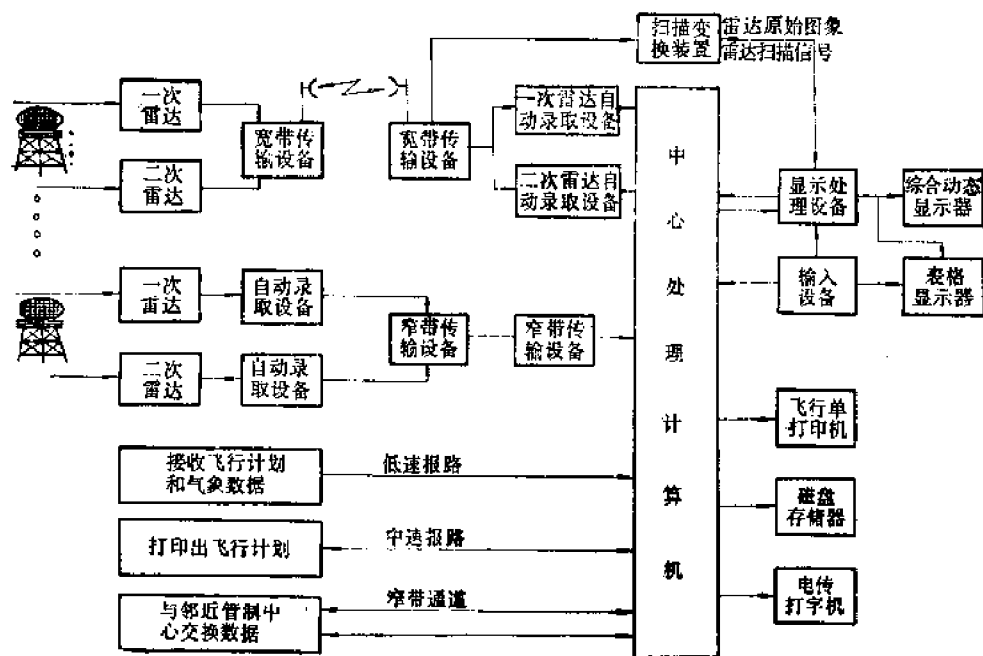 扫描变
换装置
雷达原始图象
雷达扫描信号
一次
雷达
宽带传
输设备
宽带传
输设备
一次雷达自
动录取设备
二次
雷达
二次雷达自
动录取设备
中心处理计算机
显示处
理设备
综合动态
显示器
一次
雷达
自动录
取设备
窄带传
输设备
窄带传
输设备
输入
设备
表格
显示器
二次
雷达
自动录
取设备
飞行单
打印机
接收飞行计划
和气象数据
低速报路
磁盘
存储器
打印出飞行计划
中速报路
与邻近管制中
心交换数据
窄带通道
电传
打字机